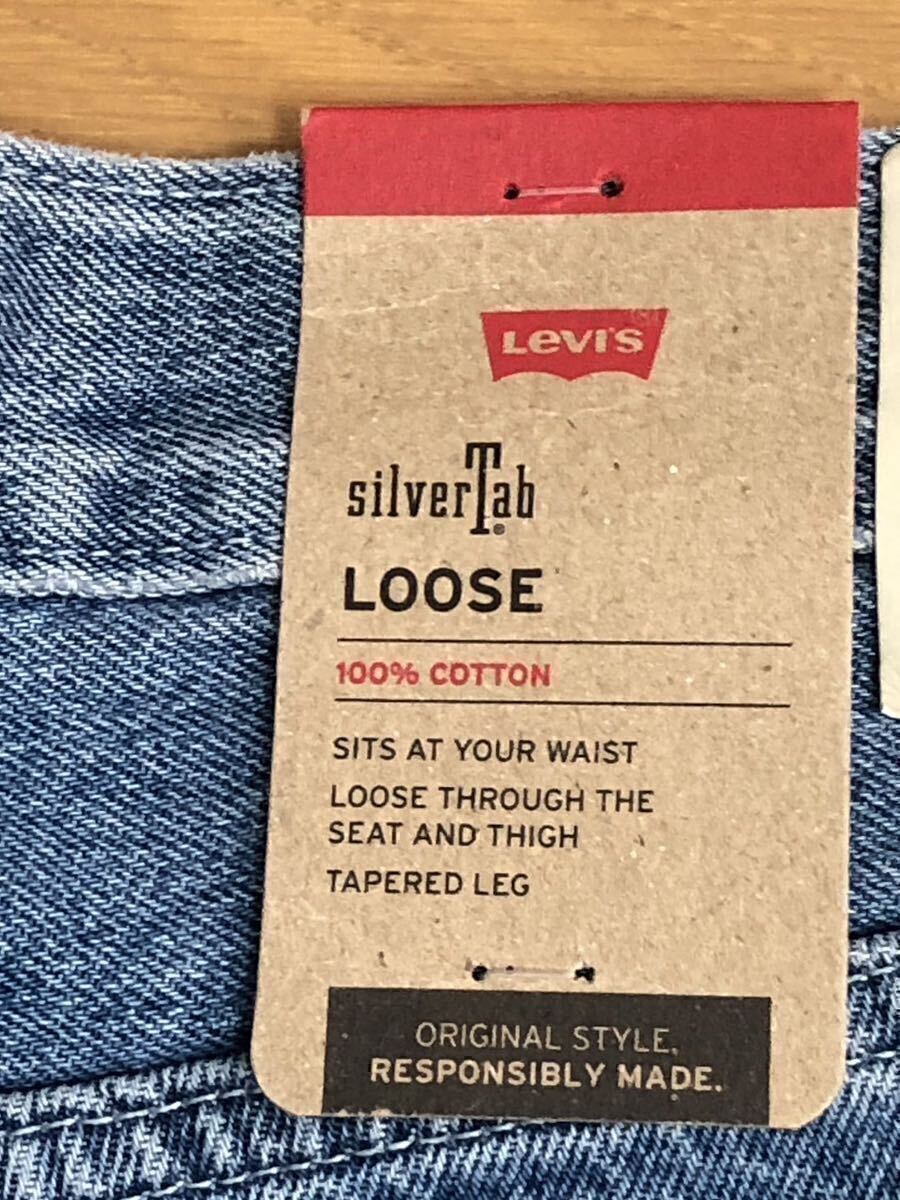 Levi's
silverTab®
LOOSE
100% COTTON
SITS AT YOUR WAIST
LOOSE THROUGH THE
SEAT AND THIGH
TAPERED LEG
ORIGINAL STYLE.
RESPONSIBLY MADE.